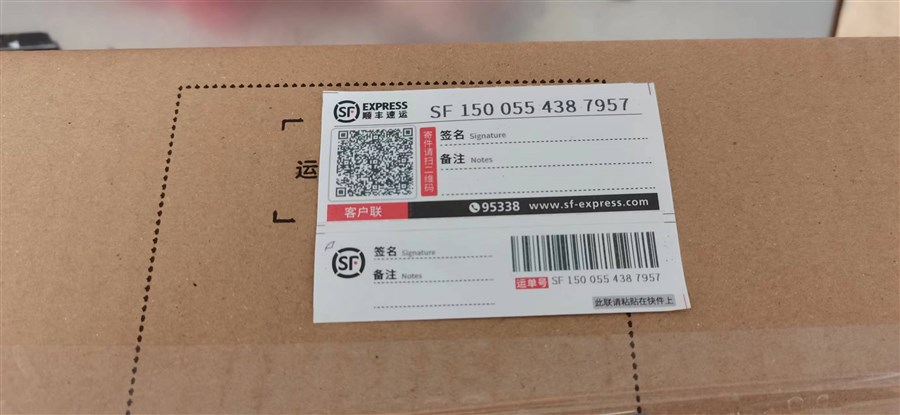 SF EXPRESS
顺丰速运
SF 150 055 438 7957
寄件请扫二维码
签名 Signature
备注 Notes
运
客户联
95338 www.sf-express.com
SF
签名 Signature
备注 Notes
运单号 SF 150 055 438 7957
此联请粘贴在快件上